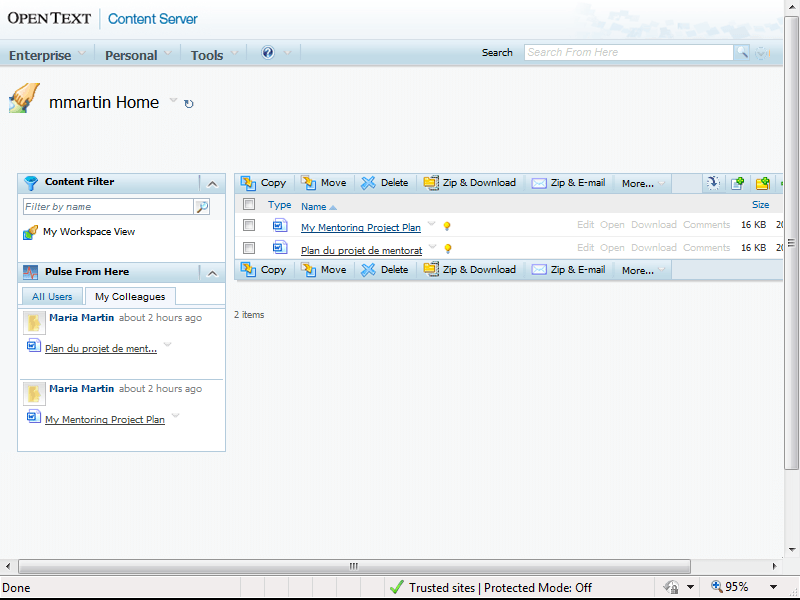 OPEN TEXT | Content Server
Enterprise Personal Tools Search Search From Here
mmartin Home
Content Filter
Filter by name
My Workspace View
Pulse From Here
All Users My Colleagues
Maria Martin about 2 hours ago
Plan du projet de ment...
Maria Martin about 2 hours ago
My Mentoring Project Plan
Copy Move Delete Zip & Download Zip & E-mail More...
Type Name Size
My Mentoring Project Plan Edit Open Download Comments 16 KB 20
Plan du projet de mentorat Edit Open Download Comments 16 KB 20
Copy Move Delete Zip & Download Zip & E-mail More...
2 items
Done Trusted sites | Protected Mode: Off 95%